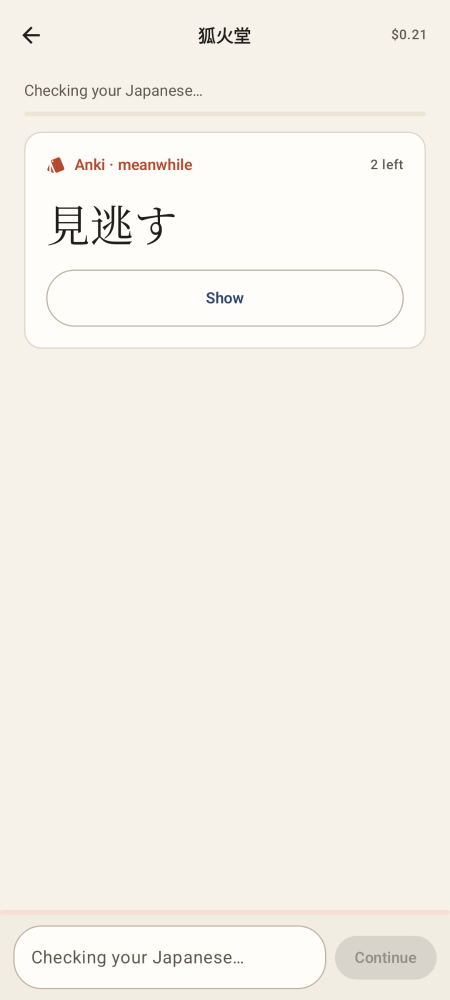 狐火堂
$0.21
Checking your Japanese…
Anki · meanwhile
2 left
見逃す
Show
Checking your Japanese…
Continue